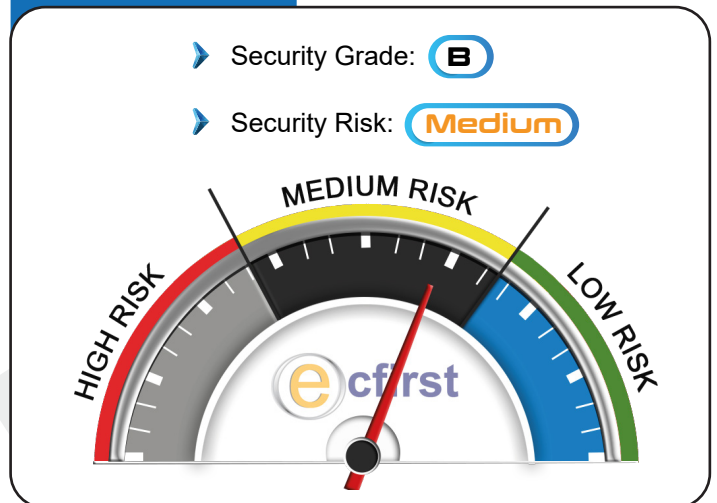 Security Grade: B
Security Risk: Medium
MEDIUM RISK
HIGH RISK
LOW RISK
ecfirst